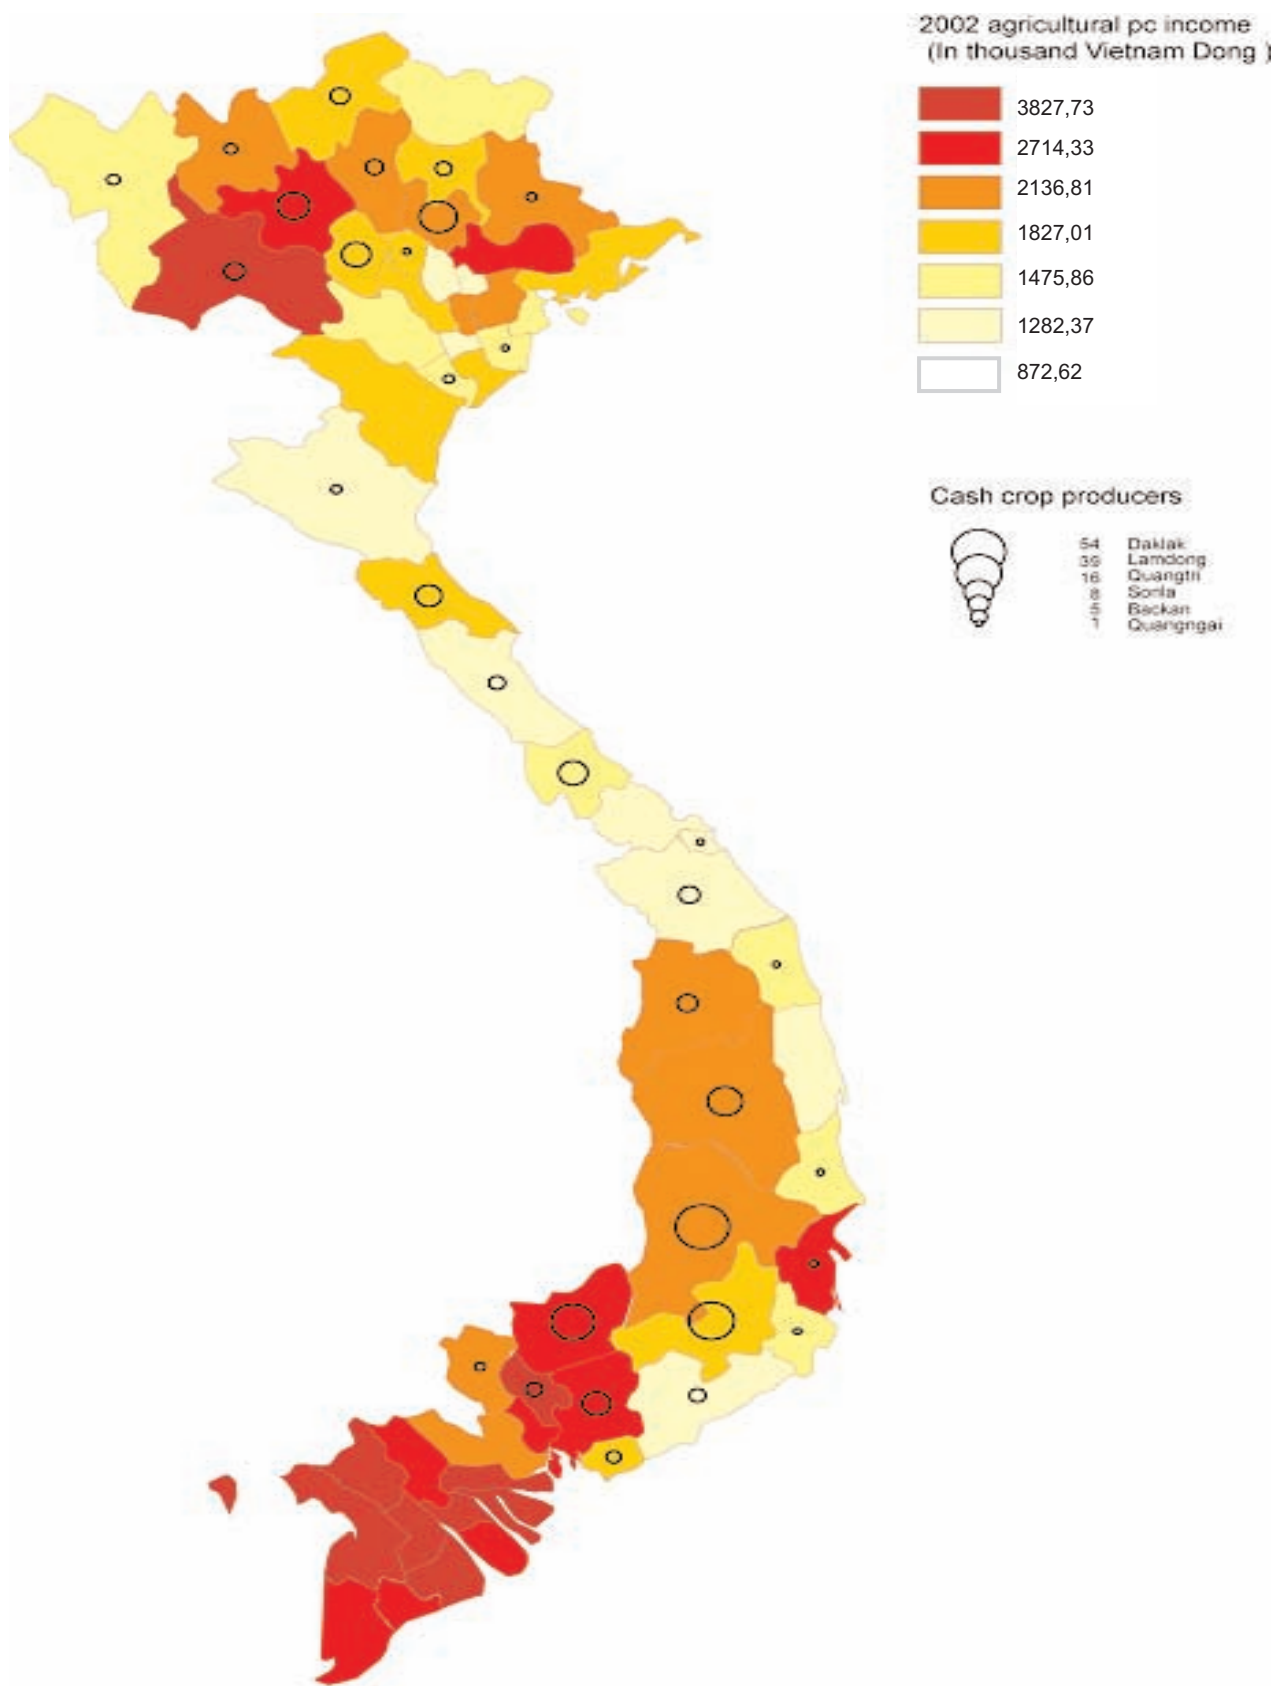 2002 agricultural pc income
(In thousand Vietnam Dong )
3827,73
2714,33
2136,81
1827,01
1475,86
1282,37
872,62
Cash crop producers
54 Daklak
39 Lamdong
16 Quangtri
8 Sonla
5 Backan
1 Quangngai